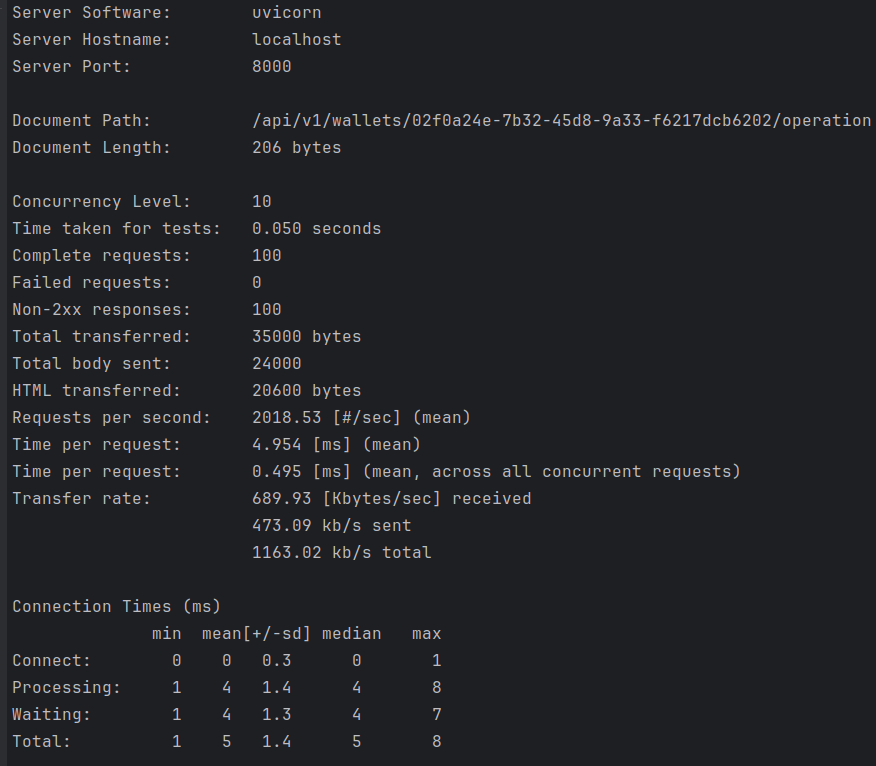 Server Software:        uvicorn
Server Hostname:        localhost
Server Port:            8000

Document Path:          /api/v1/wallets/02f0a24e-7b32-45d8-9a33-f6217dcb6202/operation
Document Length:        206 bytes

Concurrency Level:      10
Time taken for tests:   0.050 seconds
Complete requests:      100
Failed requests:        0
Non-2xx responses:      100
Total transferred:      35000 bytes
Total body sent:        24000
HTML transferred:       20600 bytes
Requests per second:    2018.53 [#/sec] (mean)
Time per request:       4.954 [ms] (mean)
Time per request:       0.495 [ms] (mean, across all concurrent requests)
Transfer rate:          689.93 [Kbytes/sec] received
                        473.09 kb/s sent
                        1163.02 kb/s total

Connection Times (ms)
              min  mean[+/-sd] median   max
Connect:        0    0   0.3      0       1
Processing:     1    4   1.4      4       8
Waiting:        1    4   1.3      4       7
Total:          1    5   1.4      5       8